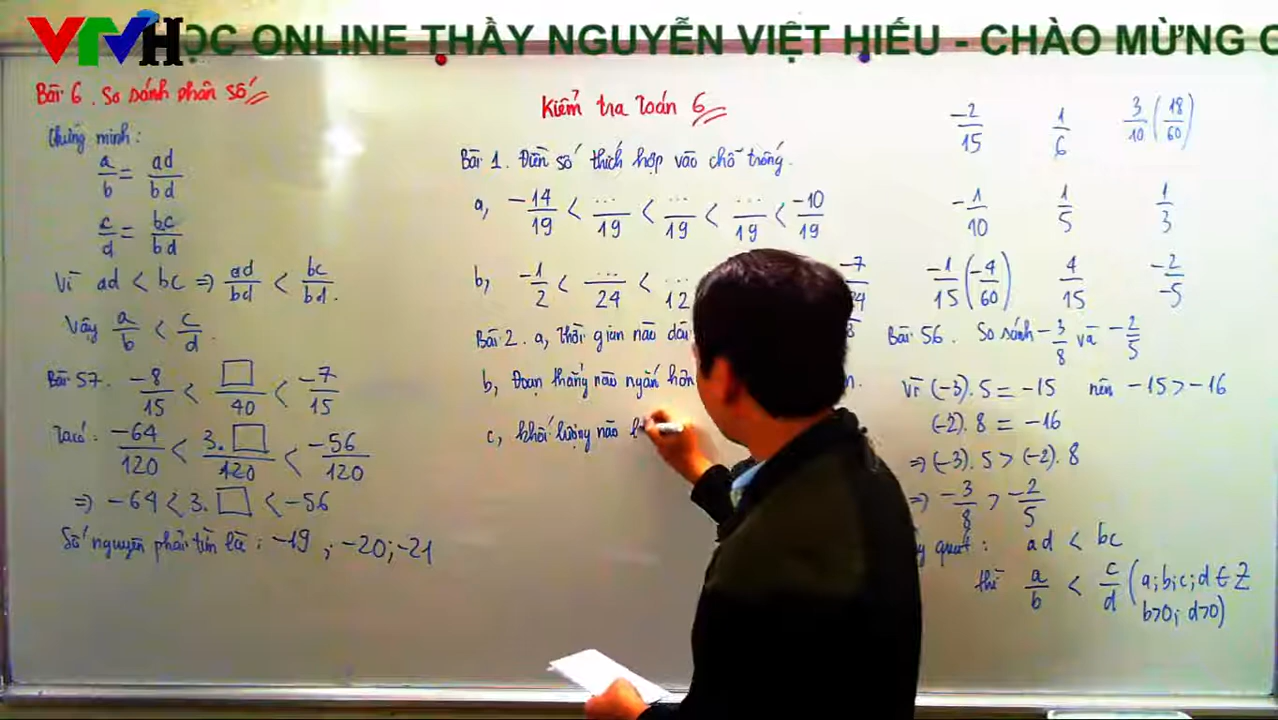 VTVH
ỌC ONLINE THẦY NGUYỄN VIỆT HIẾU - CHÀO MỪNG C
Bài 6. So sánh phân số
Chứng minh:
a/b = ad/bd
c/d = bc/bd
Vì ad < bc => ad/bd < bc/bd.
Vậy a/b < c/d.
Bài 57. -8/15 < □/40 < -7/15
Ta có: -64/120 < 3.□/120 < -56/120
=> -64 < 3.□ < -56
Số nguyên phải tìm là: -19; -20; -21
Kiểm tra Toán 6
Bài 1. Điền số thích hợp vào chỗ trống.
a, -14/19 < .../19 < .../19 < .../19 < -10/19
b, -1/2 < .../24 < .../12
-7/24
Bài 2. a, Thời gian nào dài
b, Đoạn thẳng nào ngắn hơn
c, Khối lượng nào
-2/15 1/6 3/10 (18/60)
-1/10 1/5 1/3
-1/15 (-4/60) 4/15 -2/-5
Bài 56. So sánh -3/8 và -2/5
Vì (-3).5 = -15 nên -15 > -16
(-2).8 = -16
=> (-3).5 > (-2).8
=> -3/8 > -2/5
quát: ad < bc
thì a/b < c/d (a;b;c;d ∈ Z
b>0; d>0)